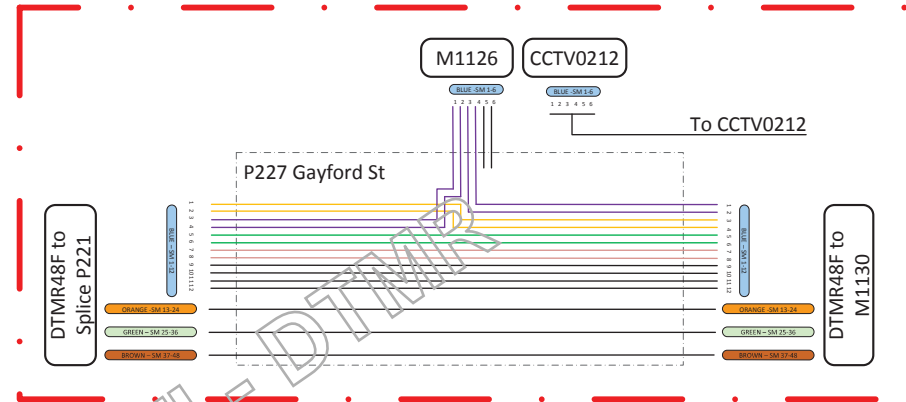 M1126
CCTV0212
BLUE -SM 1-6
BLUE -SM 1-6
1 2 3 4 5 6
1 2 3 4 5 6
To CCTV0212
P227 Gayford St
DTMR48F to
Splice P221
BLUE – SM 1-12
1
2
3
4
5
6
7
8
9
10
11
12
ORANGE -SM 13-24
GREEN – SM 25-36
BROWN – SM 37-48
1
2
3
4
5
6
7
8
9
10
11
12
BLUE – SM 1-12
ORANGE -SM 13-24
GREEN – SM 25-36
BROWN – SM 37-48
DTMR48F to
M1130
- DTMR